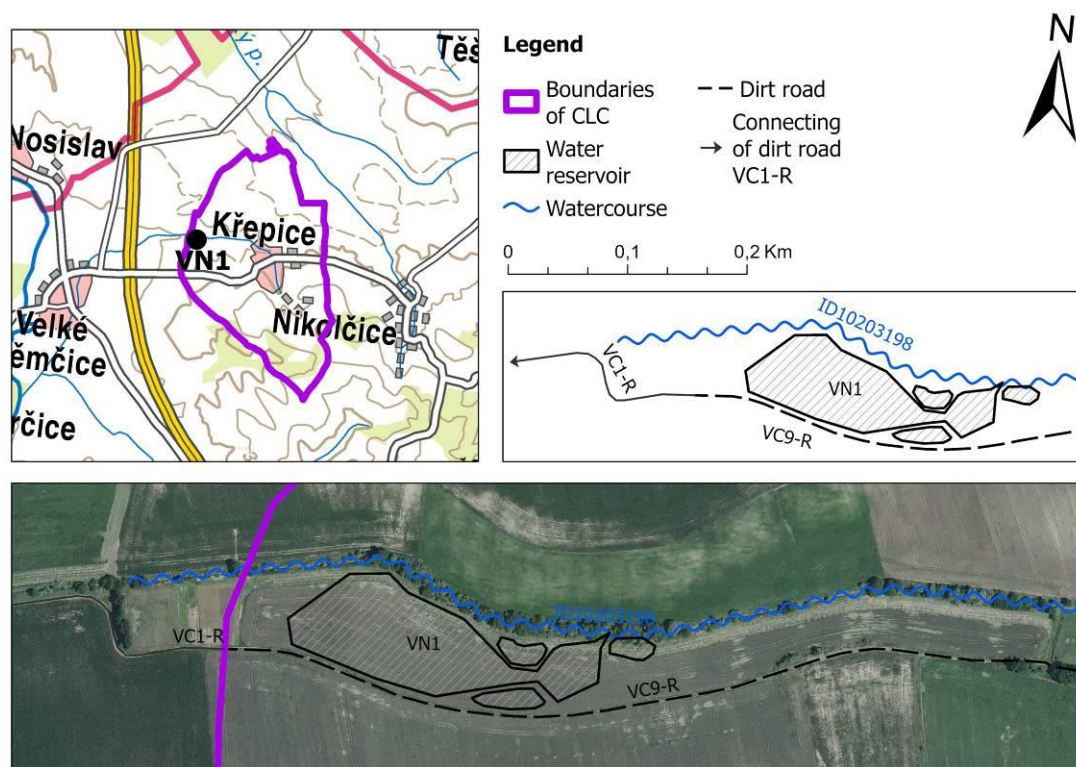 ý p.
Těš
Nosislav
Křepice
VN1
Nikolčice
Velké
ěmčice
rčice
N
Legend
Boundaries
of CLC
Water
reservoir
Watercourse
Dirt road
Connecting
of dirt road
VC1-R
0
0,1
0,2 Km
ID10203198
VC1-R
VN1
VC9-R
ID10203198
VC1-R
VN1
VC9-R